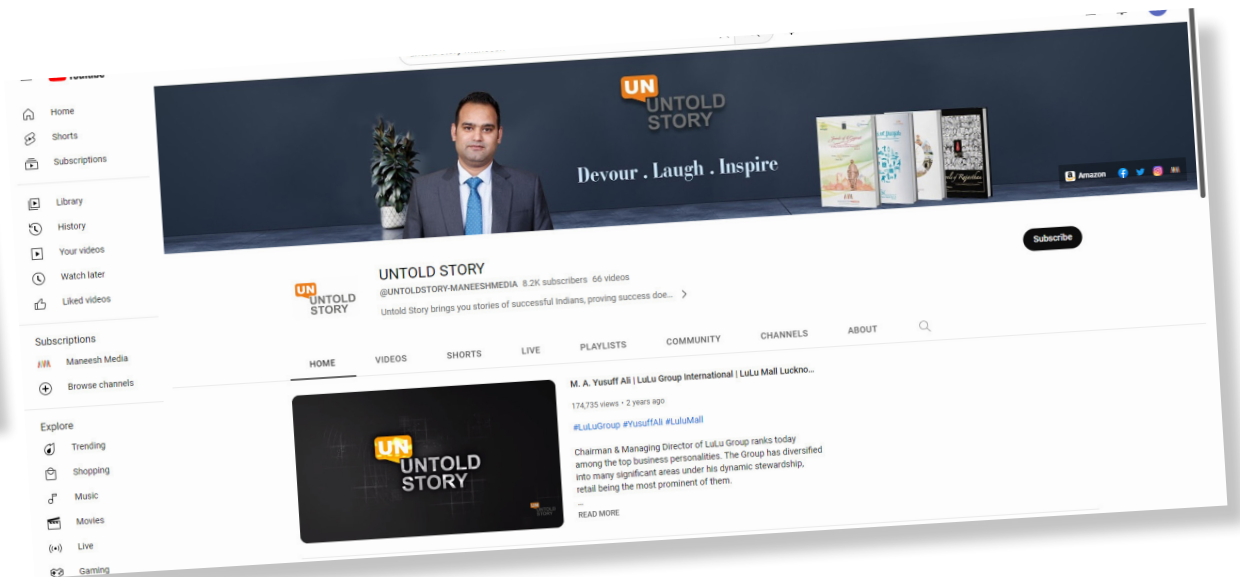 YouTube
Home
Shorts
Subscriptions
Library
History
Your videos
Watch later
Liked videos
Subscriptions
Maneesh Media
Browse channels
Explore
Trending
Shopping
Music
Movies
Live
Gaming
UN
UNTOLD
STORY
Devour . Laugh . Inspire
Amazon
UN
UNTOLD
STORY
UNTOLD STORY
@UNTOLDSTORY-MANEESHMEDIA 8.2K subscribers 66 videos
Untold Story brings you stories of successful Indians, proving success doe...
Subscribe
HOME VIDEOS SHORTS LIVE PLAYLISTS COMMUNITY CHANNELS ABOUT
UN
UNTOLD
STORY
M. A. Yusuff Ali | LuLu Group International | LuLu Mall Luckno...
174,735 views • 2 years ago
#LuLuGroup #YusuffAli #LuluMall
Chairman & Managing Director of LuLu Group ranks today
among the top business personalities. The Group has diversified
into many significant areas under his dynamic stewardship,
retail being the most prominent of them.
...
READ MORE